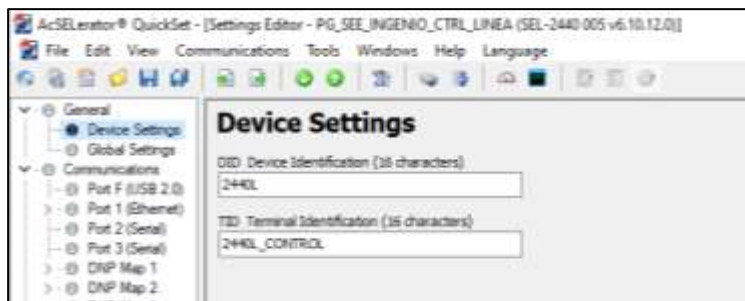 AcSELerator® QuickSet - [Settings Editor - PG_SEE_INGENIO_CTRL_LINEA (SEL-2440 005 v6.10.12.0)]
File Edit View Communications Tools Windows Help Language
General
Device Settings
Global Settings
Communications
Port F (USB 2.0)
Port 1 (Ethernet)
Port 2 (Serial)
Port 3 (Serial)
DNP Map 1
DNP Map 2
Device Settings
DID Device Identification (16 characters)
2440L
TID Terminal Identification (16 characters)
2440L_CONTROL